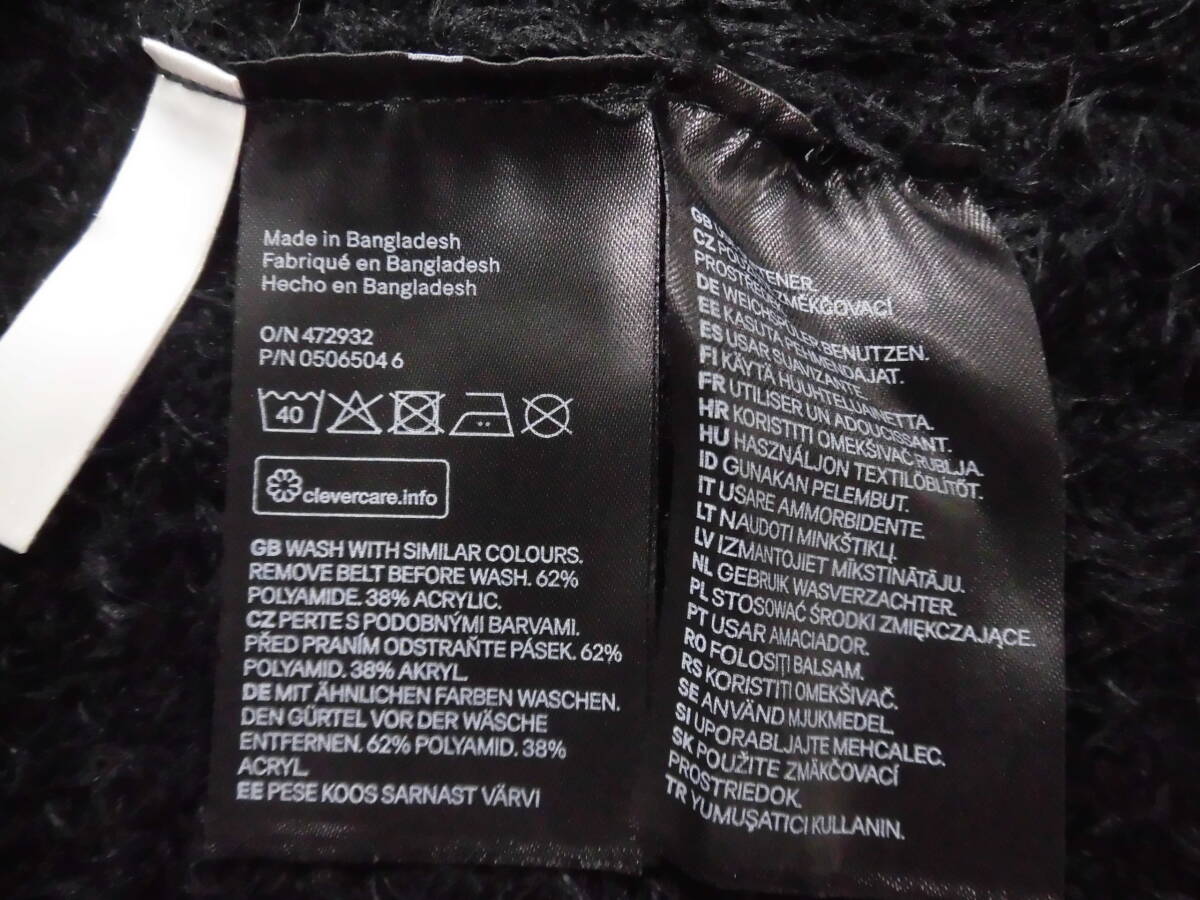 Made in Bangladesh
Fabriqué en Bangladesh
Hecho en Bangladesh
O/N 472932
P/N 0506504 6
40
clevercare.info
GB WASH WITH SIMILAR COLOURS.
REMOVE BELT BEFORE WASH. 62%
POLYAMIDE. 38% ACRYLIC.
CZ PERTE S PODOBNÝMI BARVAMI.
PŘED PRANÍM ODSTRAŇTE PÁSEK. 62%
POLYAMID. 38% AKRYL.
DE MIT ÄHNLICHEN FARBEN WASCHEN.
DEN GÜRTEL VOR DER WÄSCHE
ENTFERNEN. 62% POLYAMID. 38%
ACRYL.
EE PESE KOOS SARNAST VÄRVI
GB
CZ
PROSTŘEDEK ZMĚKČOVACÍ
DE WEICHSPÜLER BENUTZEN.
EE KASUTA PEHMENDAJAT.
ES USAR SUAVIZANTE.
FI KÄYTÄ HUUHTELUAINETTA.
FR UTILISER UN ADOUCISSANT.
HR KORISTITI OMEKŠIVAČ RUBLJA.
HU HASZNÁLJON TEXTILÖBLÍTŐT.
ID GUNAKAN PELEMBUT.
IT USARE AMMORBIDENTE.
LT NAUDOTI MINKŠTIKLĮ.
LV IZMANTOJIET MĪKSTINĀTĀJU.
NL GEBRUIK WASVERZACHTER.
PL STOSOWAĆ ŚRODKI ZMIĘKCZAJĄCE.
PT USAR AMACIADOR.
RO FOLOSIȚI BALSAM.
RS KORISTITI OMEKŠIVAČ.
SE ANVÄND MJUKMEDEL.
SI UPORABLJAJTE MEHČALEC.
SK POUŽITE ZMÄKČOVACÍ
PROSTRIEDOK.
TR YUMUŞATICI KULLANIN.